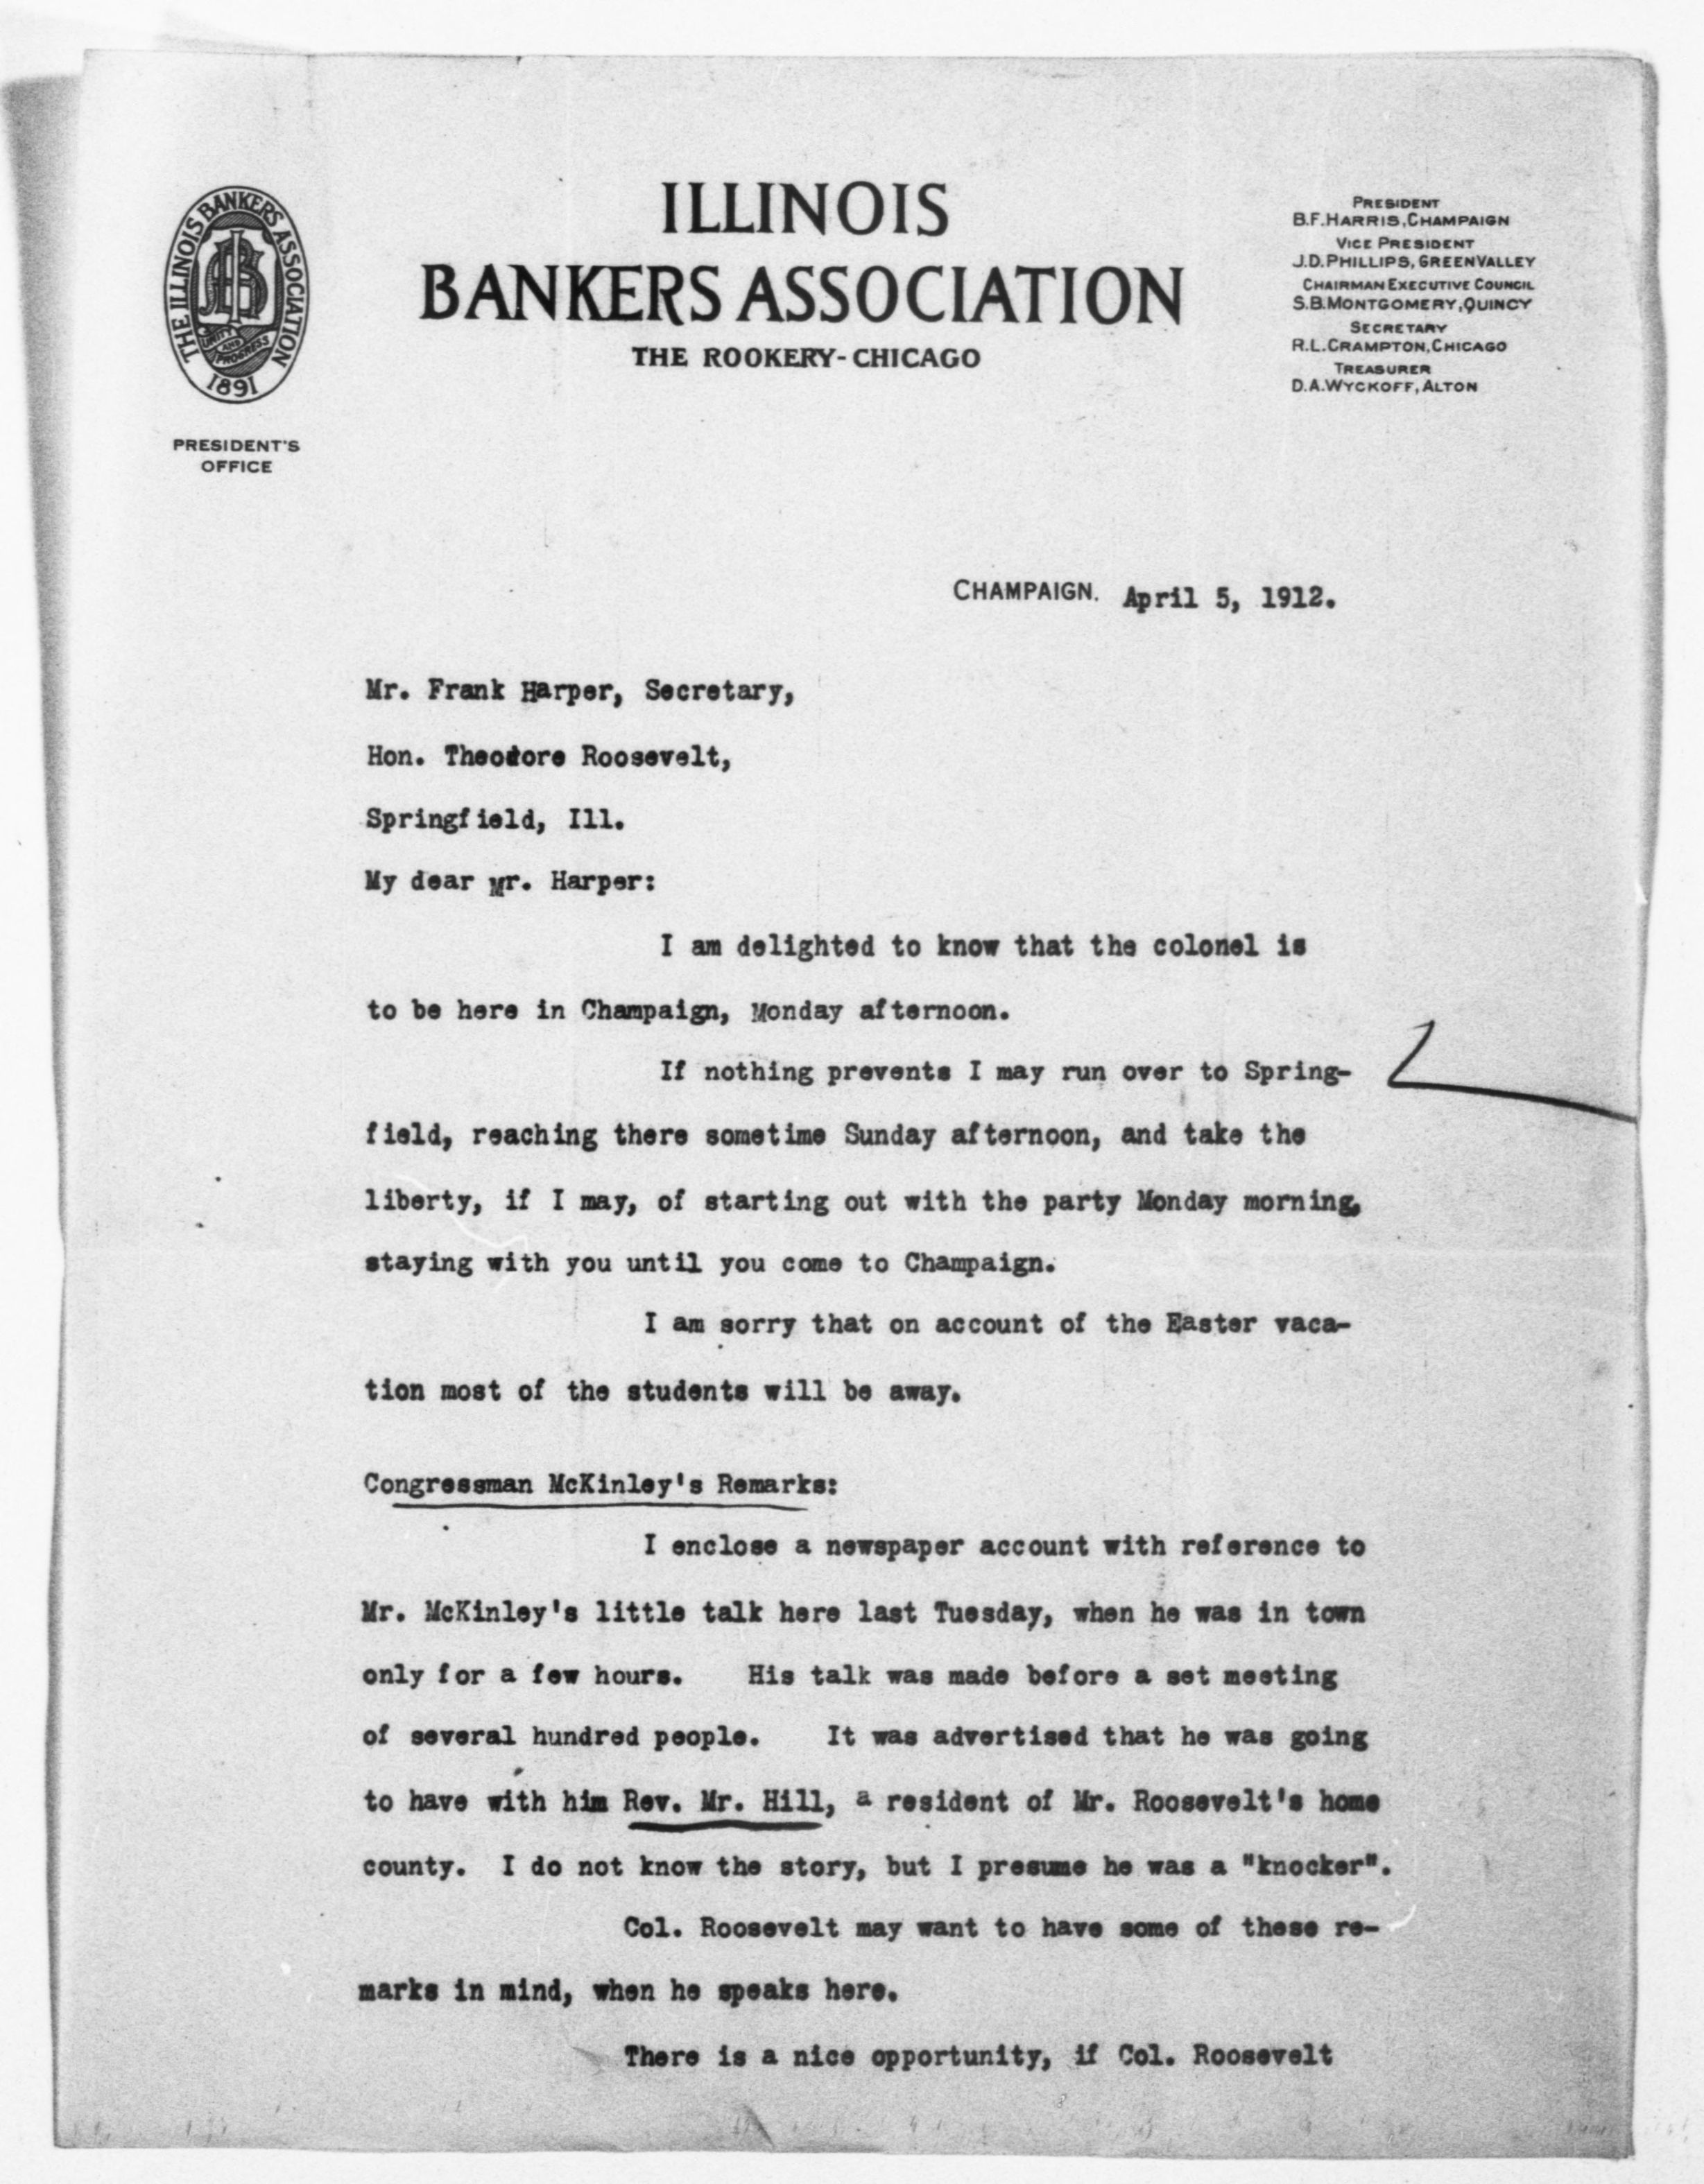 THE ILLINOIS BANKERS ASSOCIATION
UNITY
AND
PROGRESS
1891
PRESIDENT'S
OFFICE
ILLINOIS
BANKERS ASSOCIATION
THE ROOKERY-CHICAGO
PRESIDENT
B.F.HARRIS, CHAMPAIGN
VICE PRESIDENT
J.D.PHILLIPS, GREENVALLEY
CHAIRMAN EXECUTIVE COUNCIL
S.B.MONTGOMERY, QUINCY
SECRETARY
R.L.CRAMPTON, CHICAGO
TREASURER
D.A.WYCKOFF, ALTON
CHAMPAIGN. April 5, 1912.
Mr. Frank Harper, Secretary,
Hon. Theodore Roosevelt,
Springfield, Ill.
My dear Mr. Harper:
I am delighted to know that the colonel is
to be here in Champaign, Monday afternoon.
If nothing prevents I may run over to Spring-
field, reaching there sometime Sunday afternoon, and take the
liberty, if I may, of starting out with the party Monday morning,
staying with you until you come to Champaign.
I am sorry that on account of the Easter vaca-
tion most of the students will be away.
Congressman McKinley's Remarks:
I enclose a newspaper account with reference to
Mr. McKinley's little talk here last Tuesday, when he was in town
only for a few hours. His talk was made before a set meeting
of several hundred people. It was advertised that he was going
to have with him Rev. Mr. Hill, a resident of Mr. Roosevelt's home
county. I do not know the story, but I presume he was a "knocker".
Col. Roosevelt may want to have some of these re-
marks in mind, when he speaks here.
There is a nice opportunity, if Col. Roosevelt